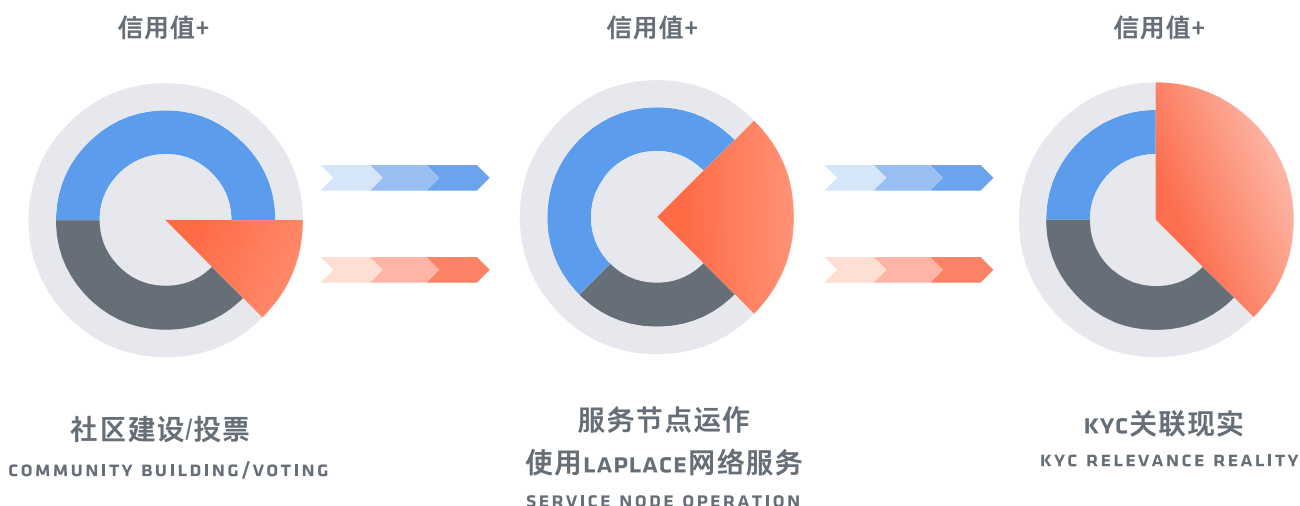 信用值+
信用值+
信用值+
社区建设/投票
COMMUNITY BUILDING/VOTING
服务节点运作
使用LAPLACE网络服务
SERVICE NODE OPERATION
KYC关联现实
KYC RELEVANCE REALITY